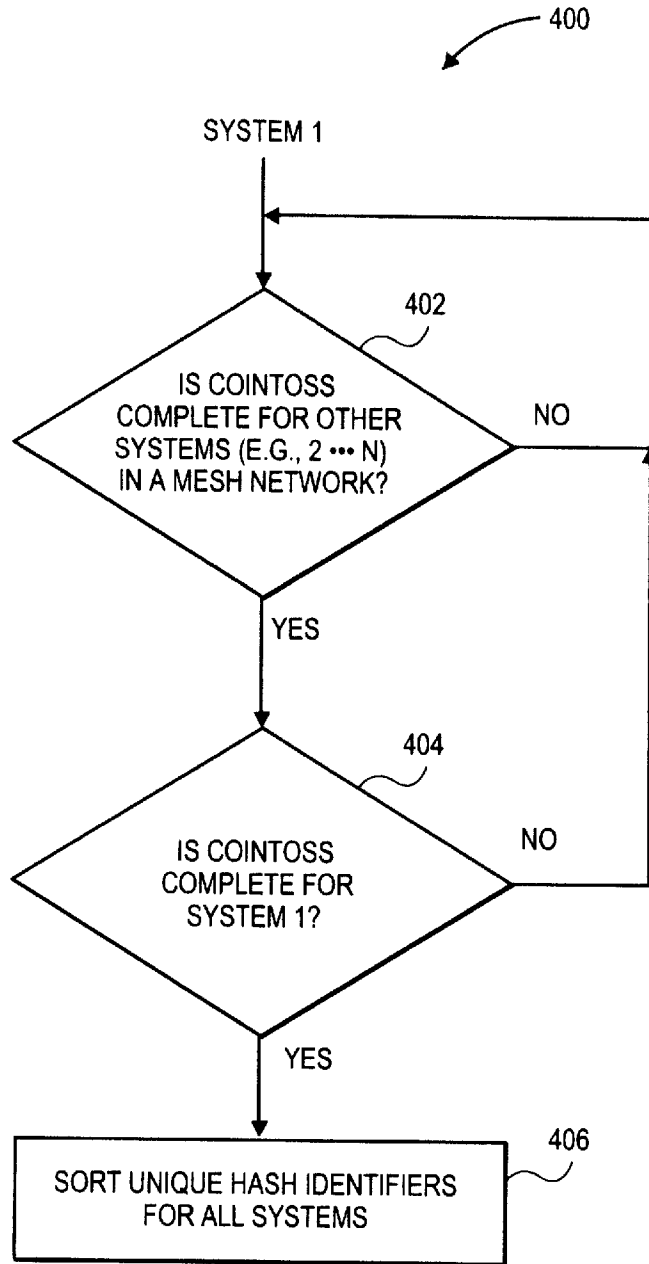 400
SYSTEM 1
402
IS COINTOSS
COMPLETE FOR OTHER
SYSTEMS (E.G., 2 ••• N)
IN A MESH NETWORK?
NO
YES
404
IS COINTOSS
COMPLETE FOR
SYSTEM 1?
NO
YES
406
SORT UNIQUE HASH IDENTIFIERS
FOR ALL SYSTEMS